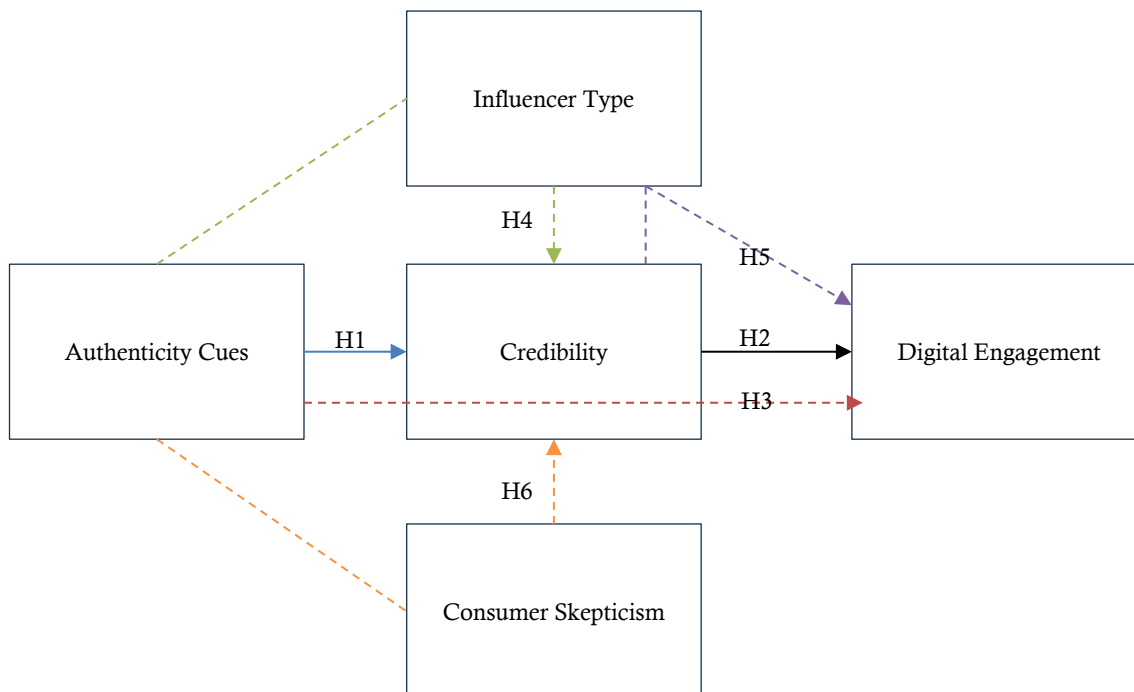 Influencer Type
H4
H5
Authenticity Cues
H1
Credibility
H2
Digital Engagement
H3
H6
Consumer Skepticism